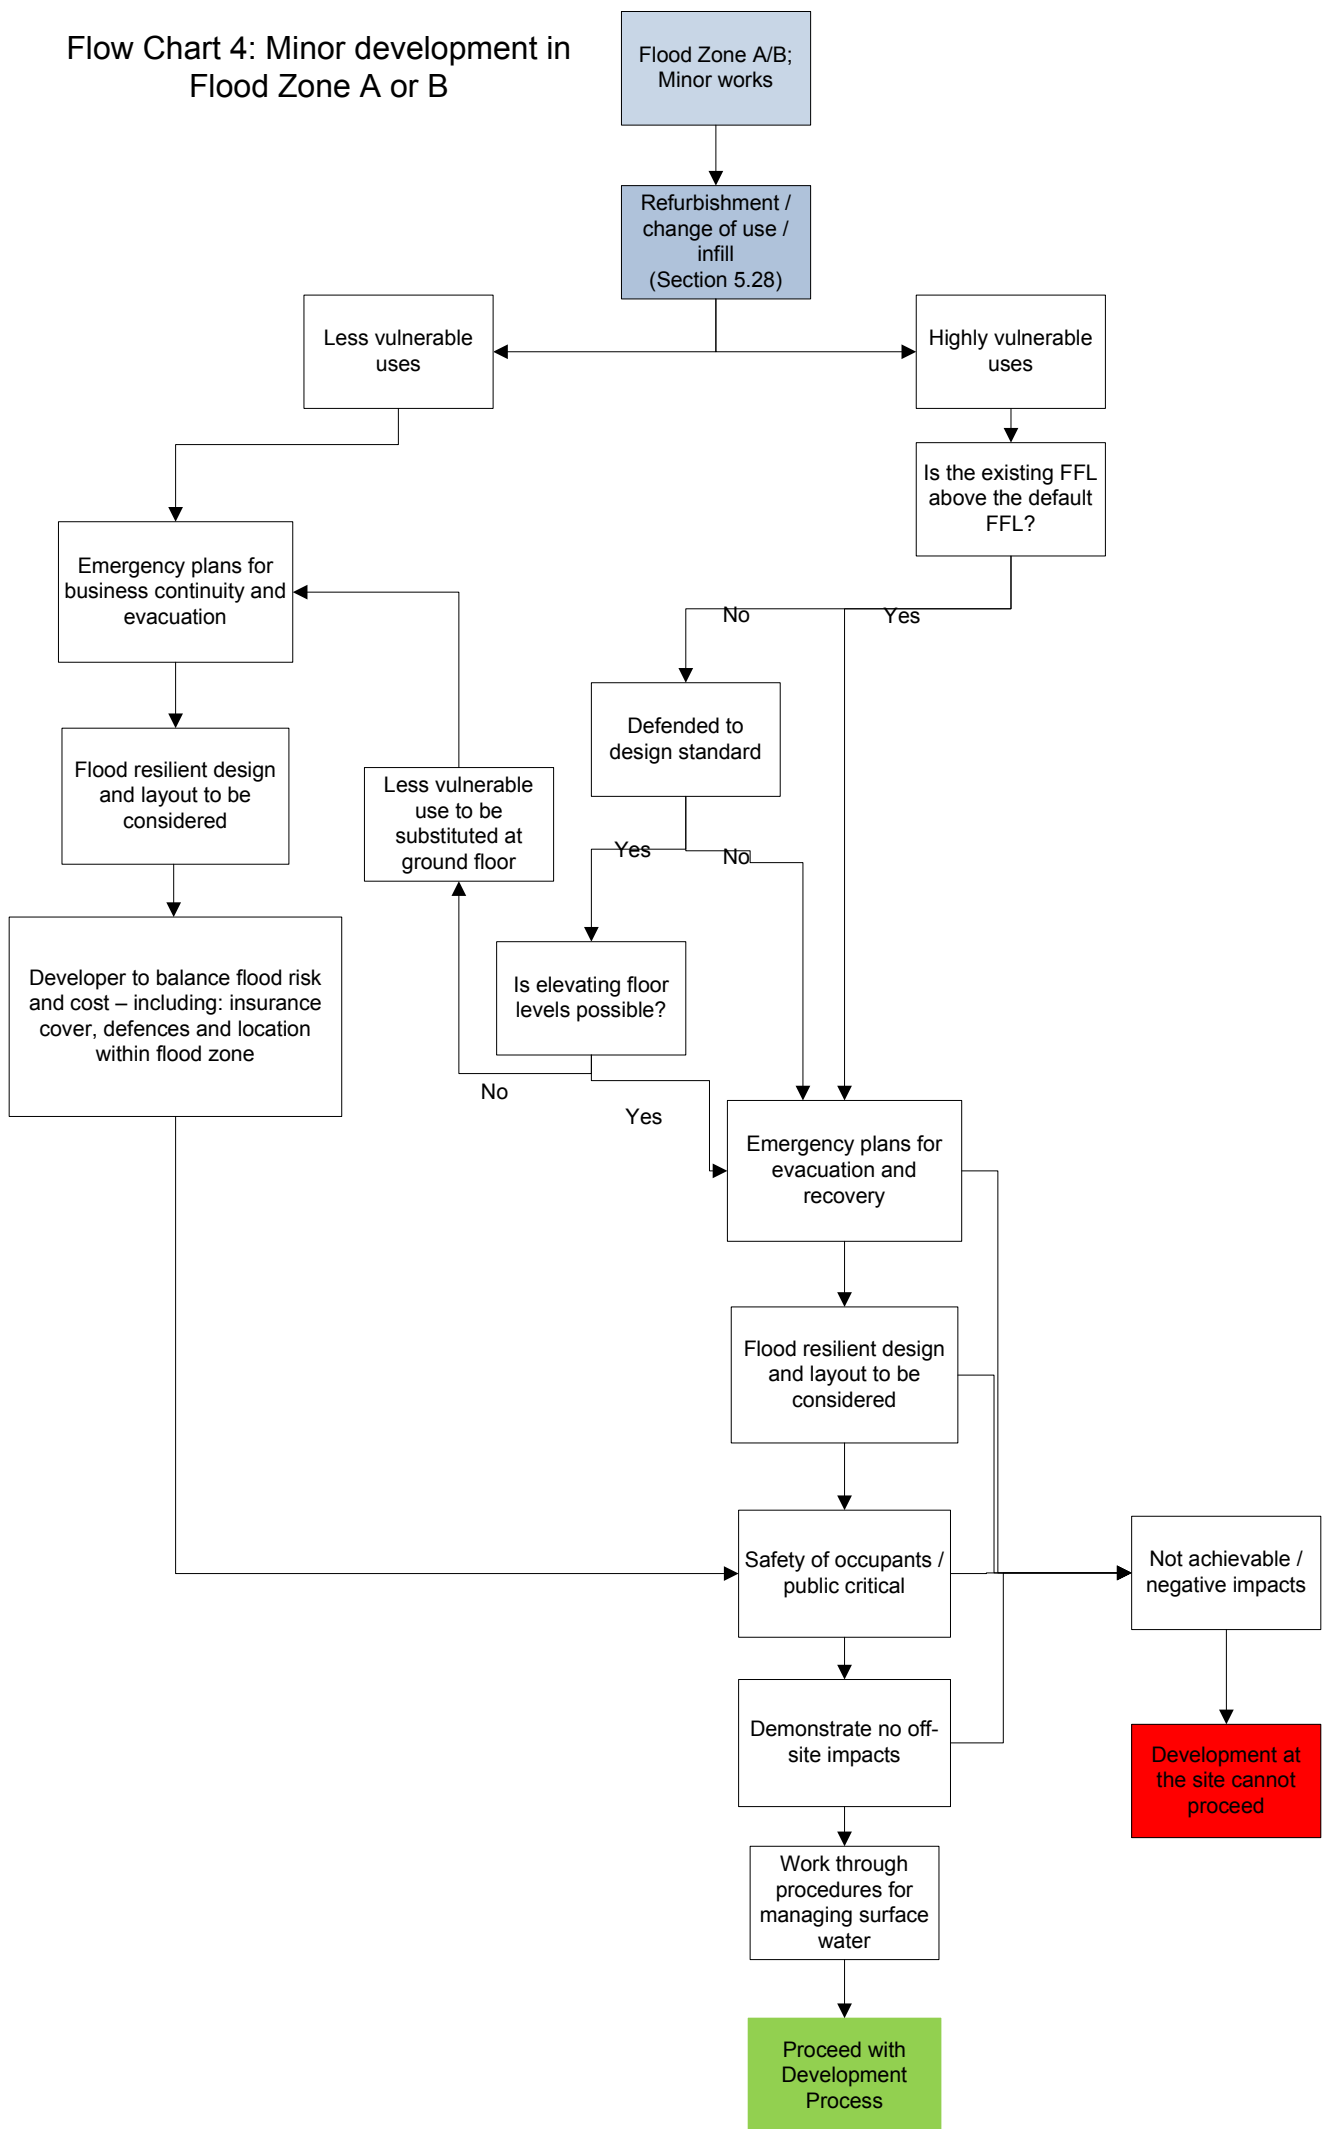 Flow Chart 4: Minor development in
Flood Zone A or B
Flood Zone A/B;
Minor works
Refurbishment /
change of use /
infill
(Section 5.28)
Less vulnerable
uses
Highly vulnerable
uses
Is the existing FFL
above the default
FFL?
Emergency plans for
business continuity and
evacuation
No
Yes
Defended to
design standard
Flood resilient design
and layout to be
considered
Less vulnerable
use to be
substituted at
ground floor
Yes
No
Developer to balance flood risk
and cost – including: insurance
cover, defences and location
within flood zone
Is elevating floor
levels possible?
No
Yes
Emergency plans for
evacuation and
recovery
Flood resilient design
and layout to be
considered
Safety of occupants /
public critical
Not achievable /
negative impacts
Demonstrate no off-
site impacts
Development at
the site cannot
proceed
Work through
procedures for
managing surface
water
Proceed with
Development
Process